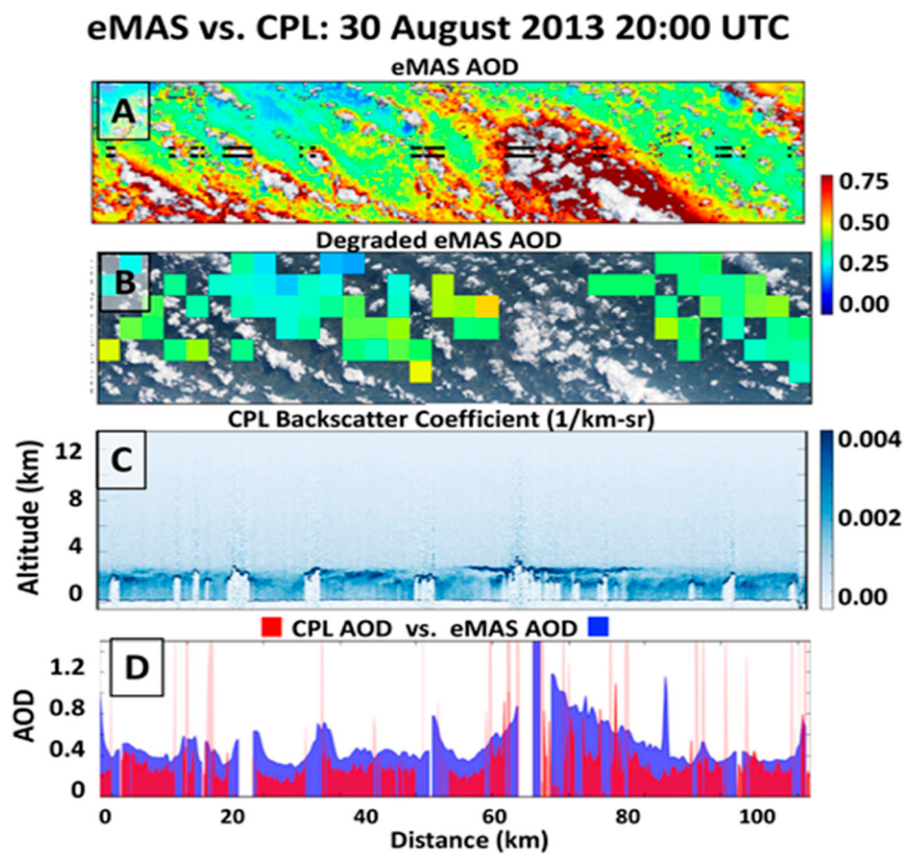 eMAS vs. CPL: 30 August 2013 20:00 UTC
eMAS AOD
A
0.75
0.50
0.25
0.00
Degraded eMAS AOD
B
CPL Backscatter Coefficient (1/km-sr)
C
Altitude (km)
12
8
4
0
0.004
0.002
0.00
CPL AOD vs. eMAS AOD
D
AOD
1.2
0.8
0.4
0
0 20 40 60 80 100
Distance (km)